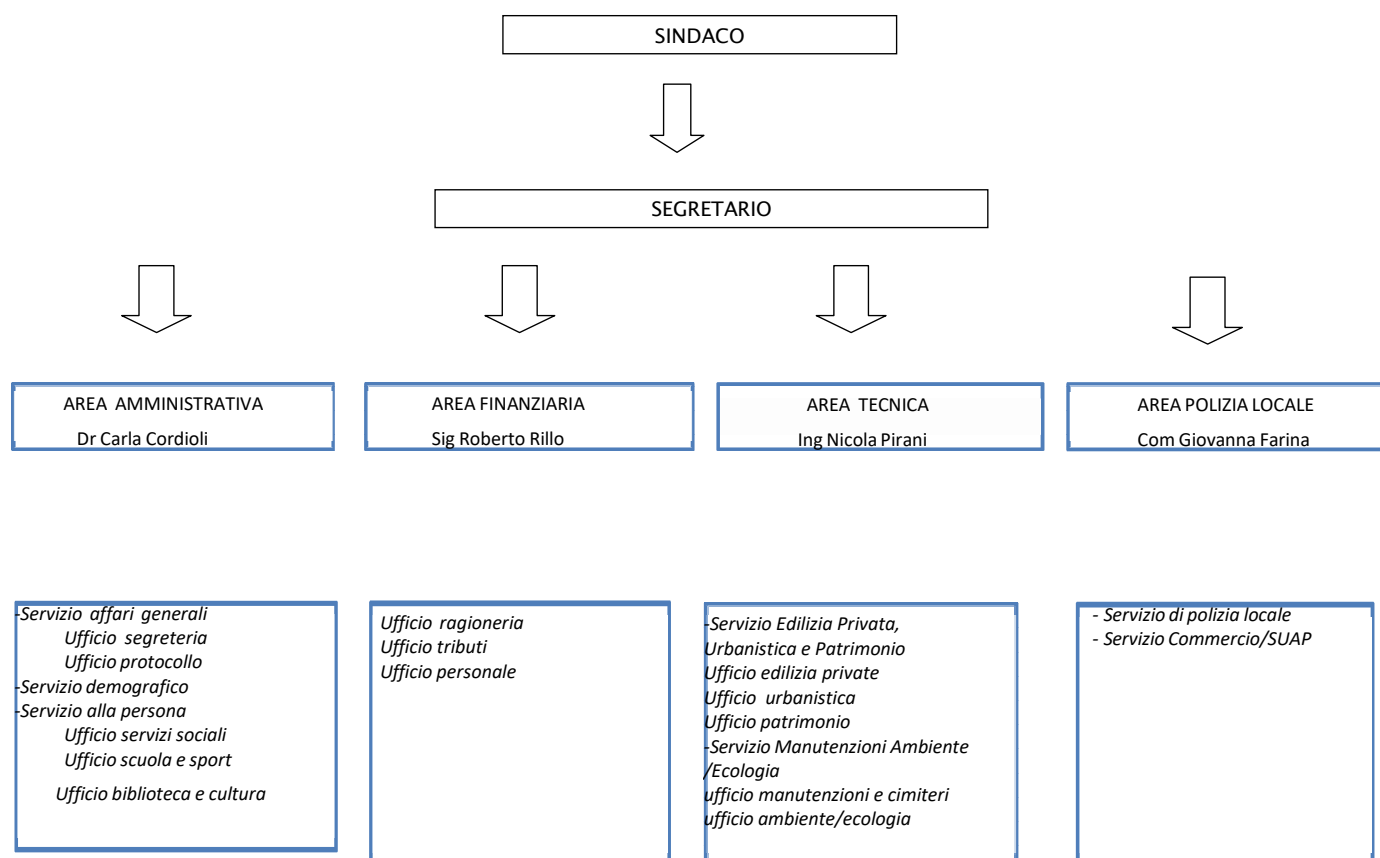 SINDACO
SEGRETARIO
AREA AMMINISTRATIVA
Dr Carla Cordioli
AREA FINANZIARIA
Sig Roberto Rillo
AREA TECNICA
Ing Nicola Pirani
AREA POLIZIA LOCALE
Com Giovanna Farina
-Servizio affari generali
Ufficio segreteria
Ufficio protocollo
-Servizio demografico
-Servizio alla persona
Ufficio servizi sociali
Ufficio scuola e sport
Ufficio biblioteca e cultura
Ufficio ragioneria
Ufficio tributi
Ufficio personale
-Servizio Edilizia Privata,
Urbanistica e Patrimonio
Ufficio edilizia private
Ufficio urbanistica
Ufficio patrimonio
-Servizio Manutenzioni Ambiente
/Ecologia
ufficio manutenzioni e cimiteri
ufficio ambiente/ecologia
- Servizio di polizia locale
- Servizio Commercio/SUAP